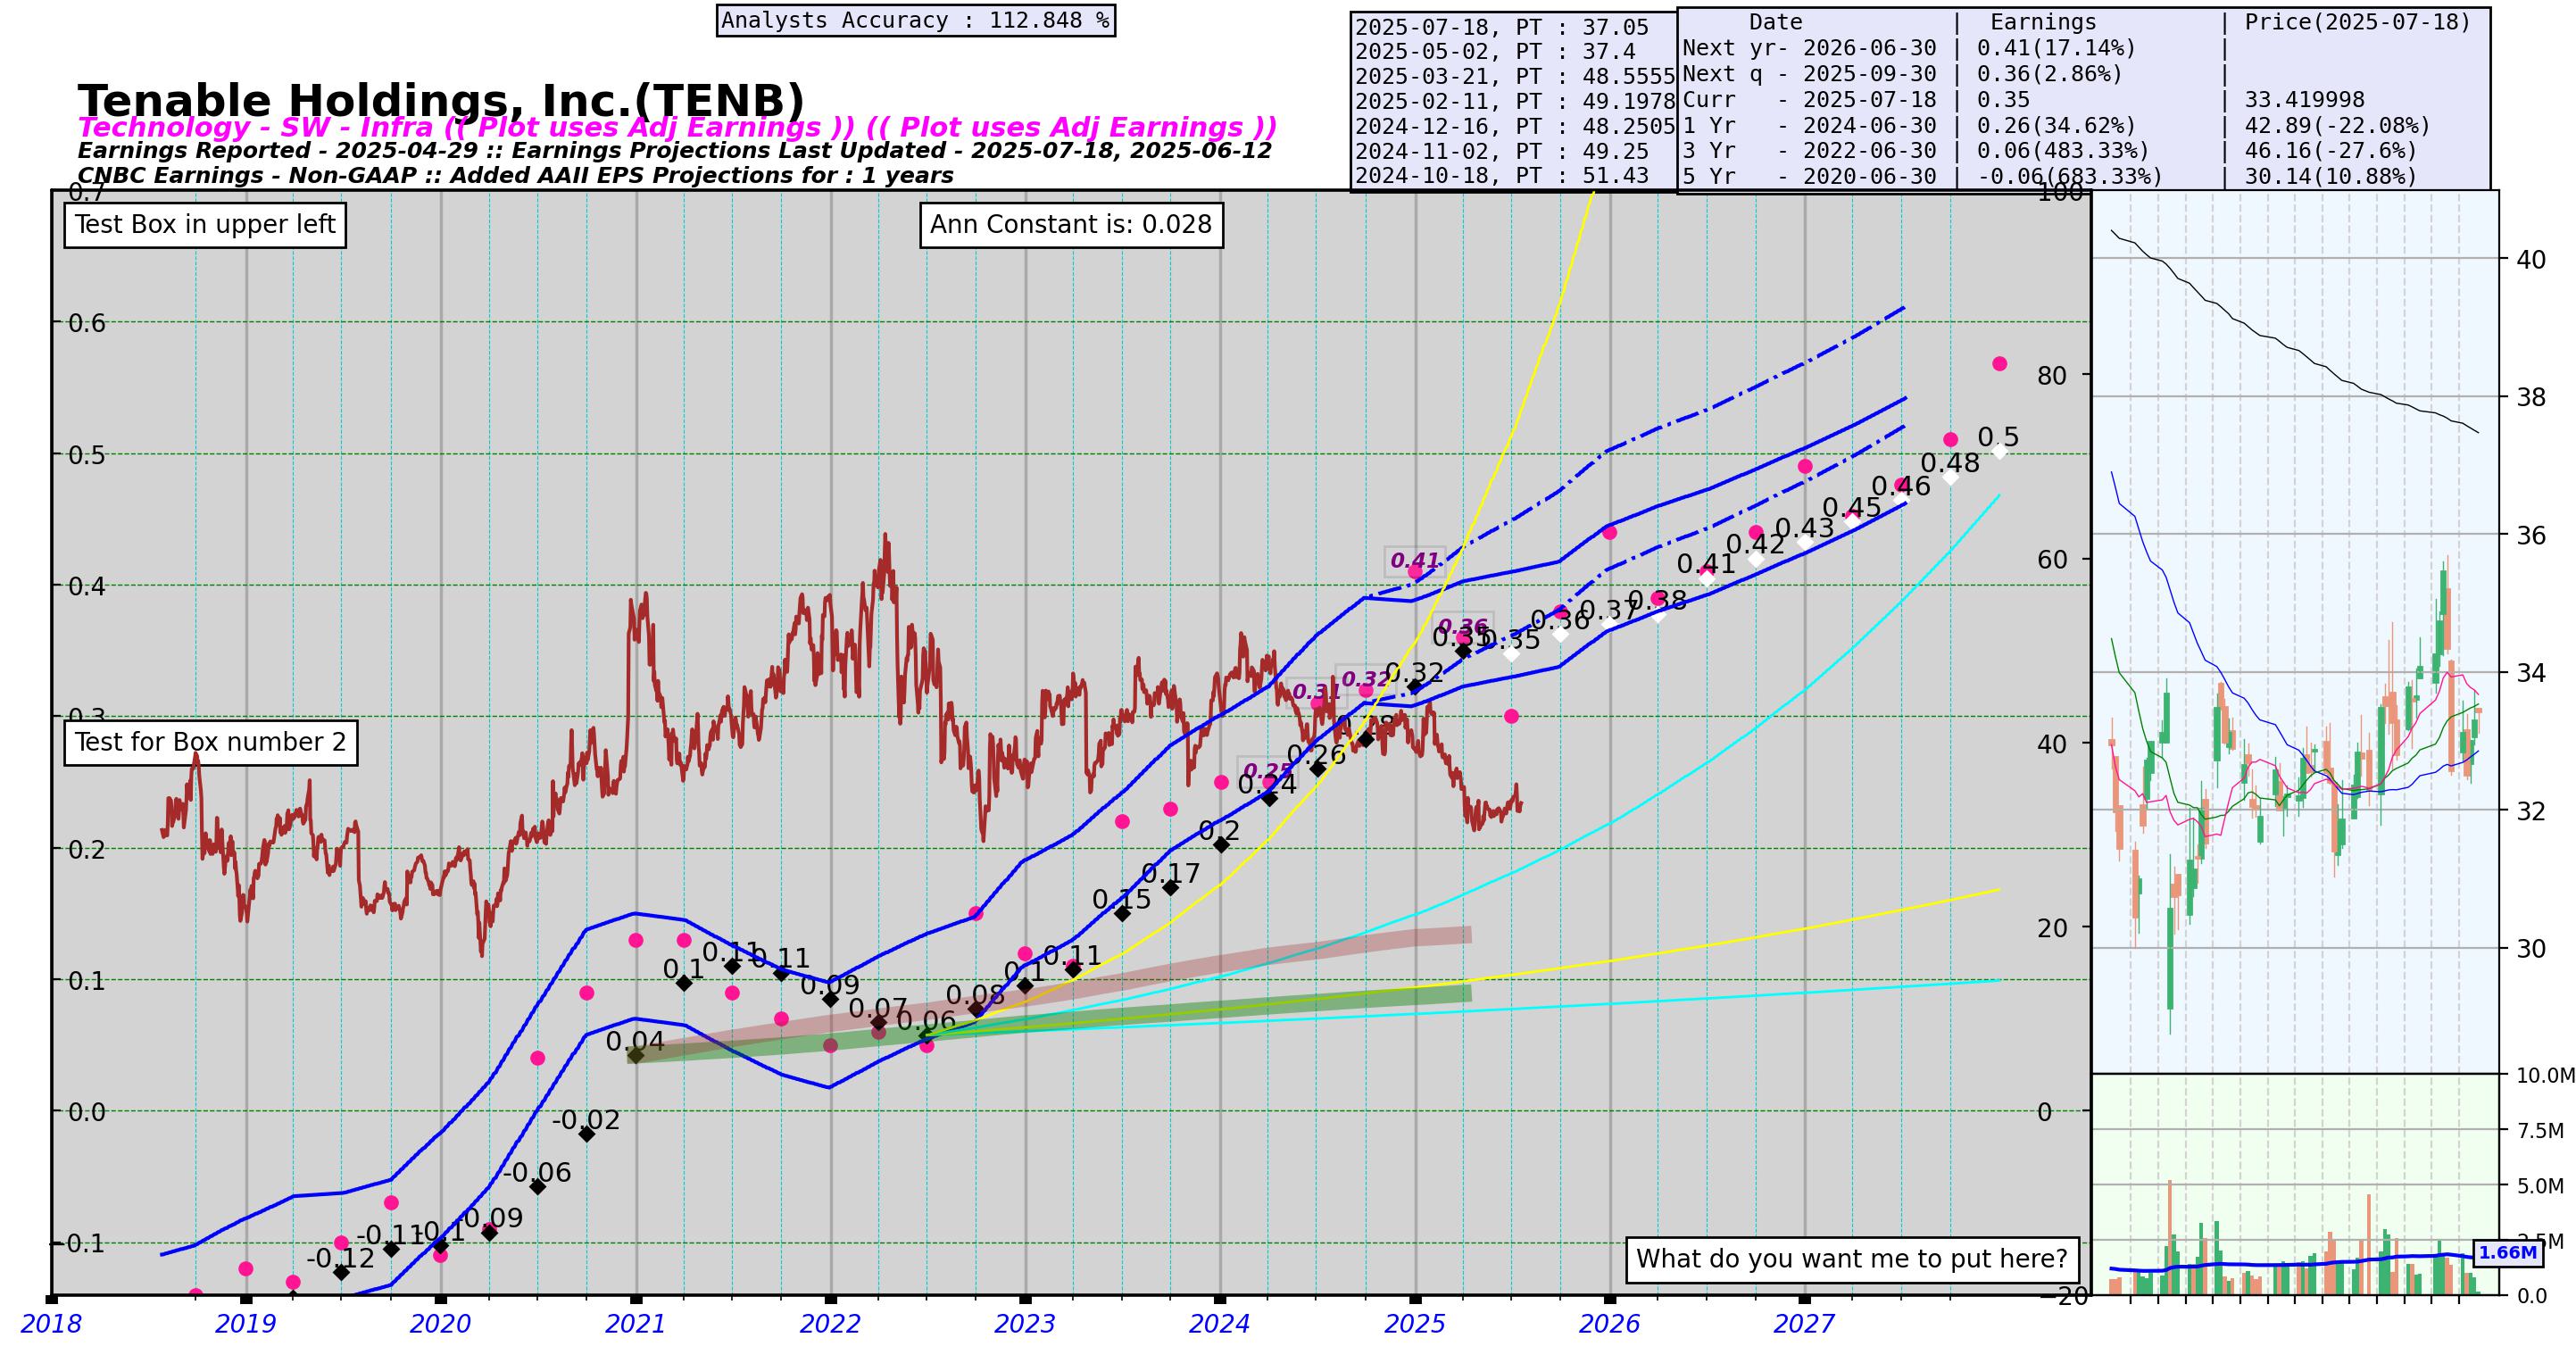 Analysts Accuracy : 112.848 %
2025-07-18, PT : 37.05
2025-05-02, PT : 37.4
2025-03-21, PT : 48.5555
2025-02-11, PT : 49.1978
2024-12-16, PT : 48.2505
2024-11-02, PT : 49.25
2024-10-18, PT : 51.43
Date | Earnings | Price(2025-07-18)
Next yr- 2026-06-30 | 0.41(17.14%) |
Next q - 2025-09-30 | 0.36(2.86%) |
Curr - 2025-07-18 | 0.35 | 33.419998
1 Yr - 2024-06-30 | 0.26(34.62%) | 42.89(-22.08%)
3 Yr - 2022-06-30 | 0.06(483.33%) | 46.16(-27.6%)
5 Yr - 2020-06-30 | -0.06(683.33%) | 30.14(10.88%)
Tenable Holdings, Inc.(TENB)
Technology - SW - Infra (( Plot uses Adj Earnings )) (( Plot uses Adj Earnings ))
Earnings Reported - 2025-04-29 :: Earnings Projections Last Updated - 2025-07-18, 2025-06-12
CNBC Earnings - Non-GAAP :: Added AAII EPS Projections for : 1 years
Test Box in upper left
Ann Constant is: 0.028
Test for Box number 2
What do you want me to put here?
0.7
0.6
0.5
0.4
0.3
0.2
0.1
0.0
−0.1
-0.12
-0.11
-0.1
-0.09
-0.06
-0.02
0.04
0.1
0.11
0.11
0.09
0.07
0.06
0.08
0.1
0.11
0.15
0.17
0.2
0.24
0.26
0.28
0.32
0.35
0.35
0.36
0.37
0.38
0.41
0.42
0.43
0.45
0.46
0.48
0.5
0.25
0.31
0.32
0.41
0.36
100
80
60
40
20
0
−20
40
38
36
34
32
30
10.0M
7.5M
5.0M
2.5M
1.66M
0.0
2018
2019
2020
2021
2022
2023
2024
2025
2026
2027